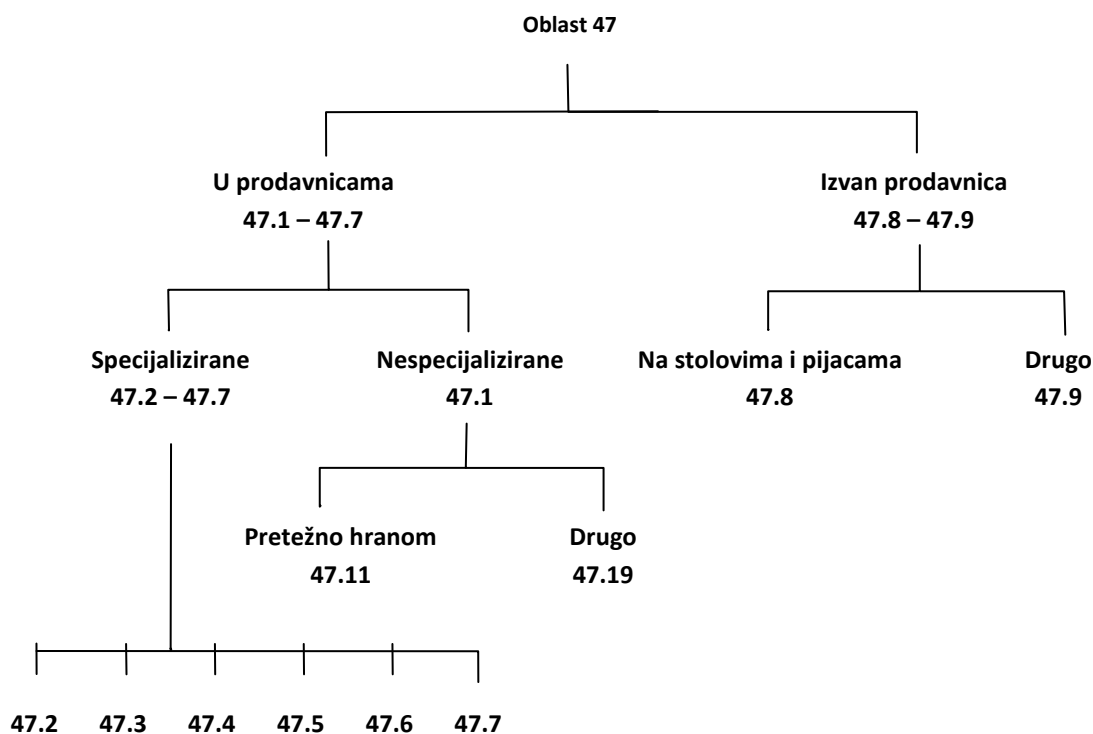 Oblast 47
U prodavnicama
47.1 – 47.7
Izvan prodavnica
47.8 – 47.9
Specijalizirane
47.2 – 47.7
Nespecijalizirane
47.1
Na stolovima i pijacama
47.8
Drugo
47.9
Pretežno hranom
47.11
Drugo
47.19
47.2 47.3 47.4 47.5 47.6 47.7